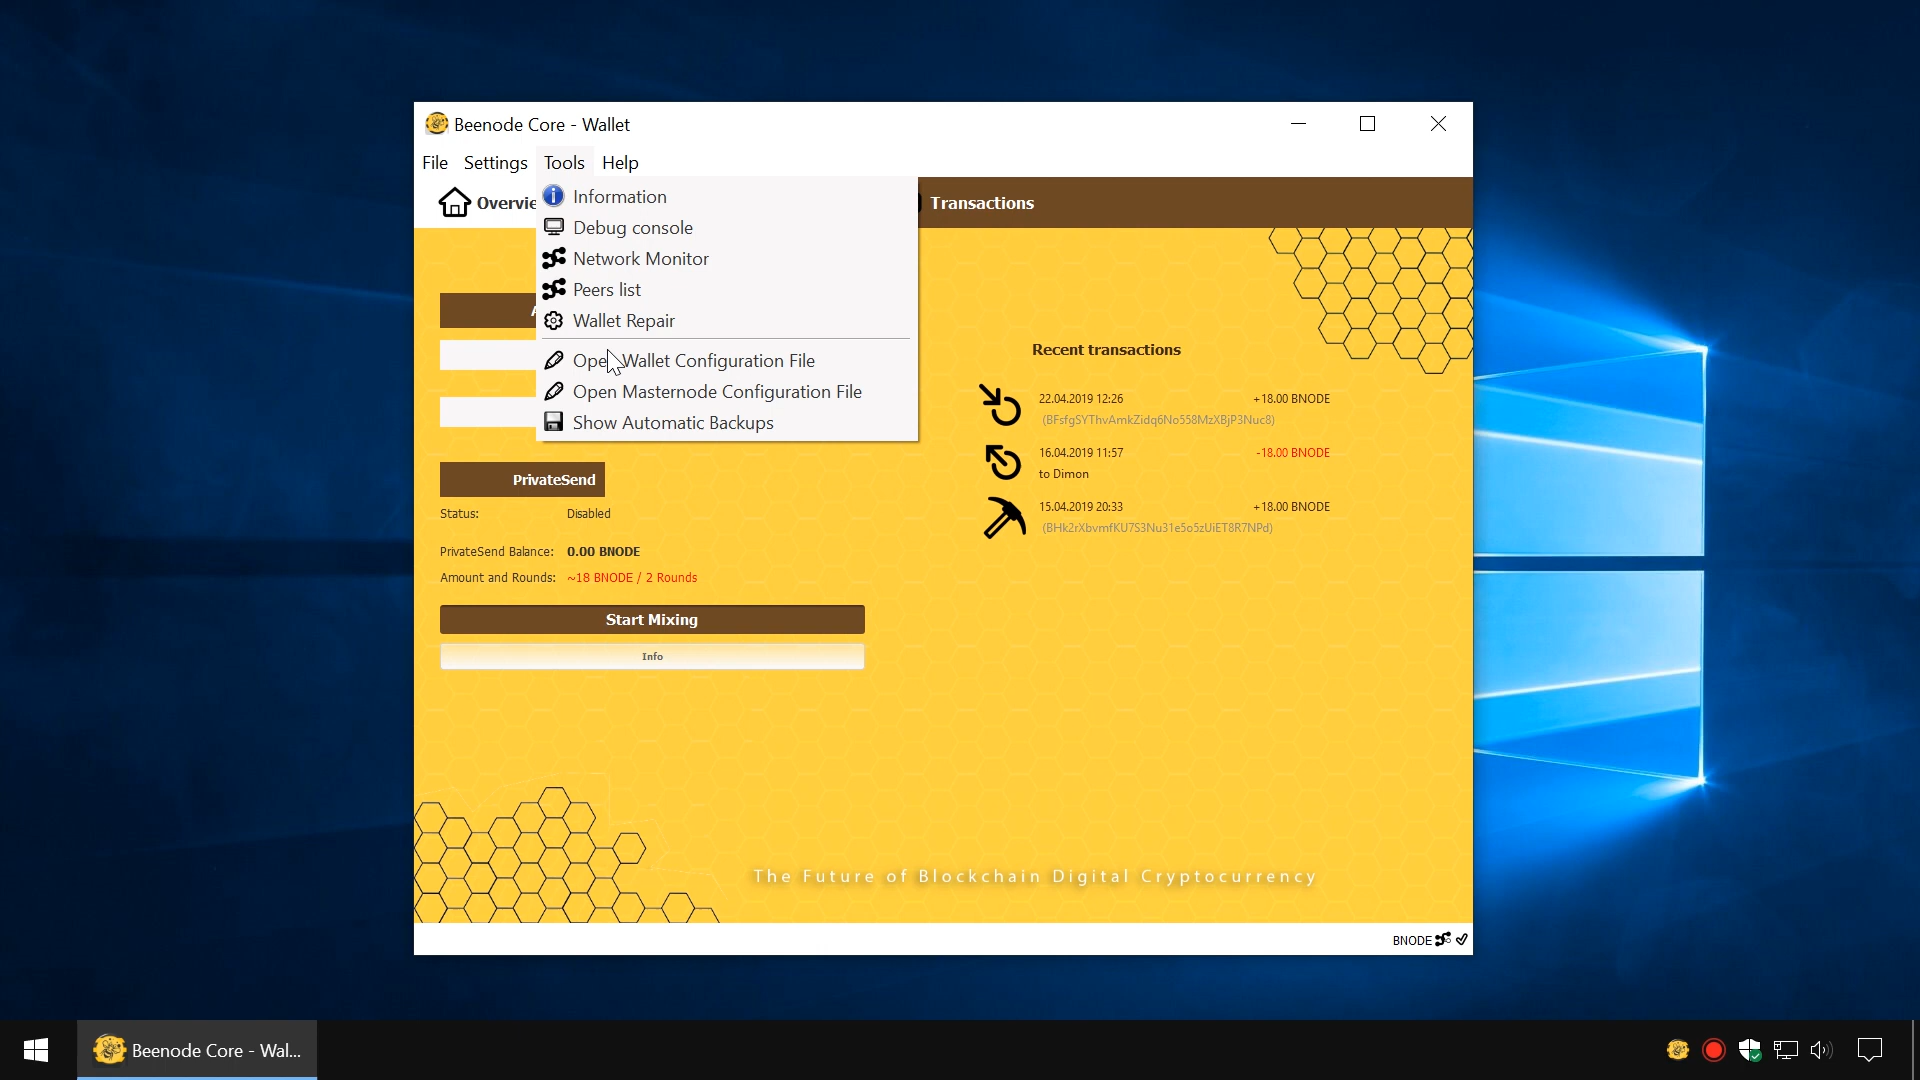 Beenode Core - Wallet
File Settings Tools Help
Overvie
Transactions
Information
Debug console
Network Monitor
Peers list
Wallet Repair
Open Wallet Configuration File
Open Masternode Configuration File
Show Automatic Backups
PrivateSend
Status: Disabled
PrivateSend Balance: 0.00 BNODE
Amount and Rounds: ~18 BNODE / 2 Rounds
Start Mixing
Info
Recent transactions
22.04.2019 12:26 +18.00 BNODE
(BFsfgSYThvAmkZidq6No558MzXBjP3Nuc8)
16.04.2019 11:57 -18.00 BNODE
to Dimon
15.04.2019 20:33 +18.00 BNODE
(BHk2rXbvmfKU7S3Nu31e5o5zUiET8R7NPd)
The Future of Blockchain Digital Cryptocurrency
BNODE
Beenode Core - Wal...